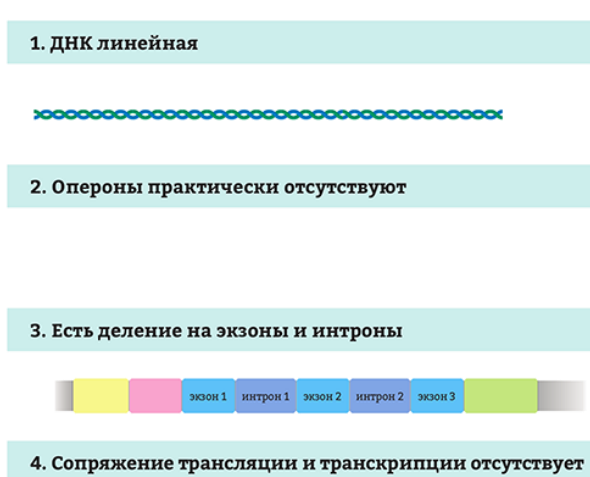 1. ДНК линейная
2. Опероны практически отсутствуют
3. Есть деление на экзоны и интроны
экзон 1 интрон 1 экзон 2 интрон 2 экзон 3
4. Сопряжение трансляции и транскрипции отсутствует